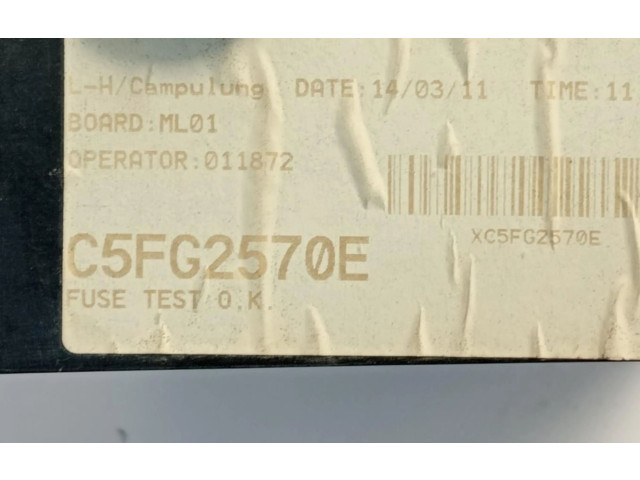 L-H/Campulung DATE:14/03/11 TIME:11
BOARD:ML01
OPERATOR:011872
XC5FG2570E
C5FG2570E
FUSE TEST O.K.